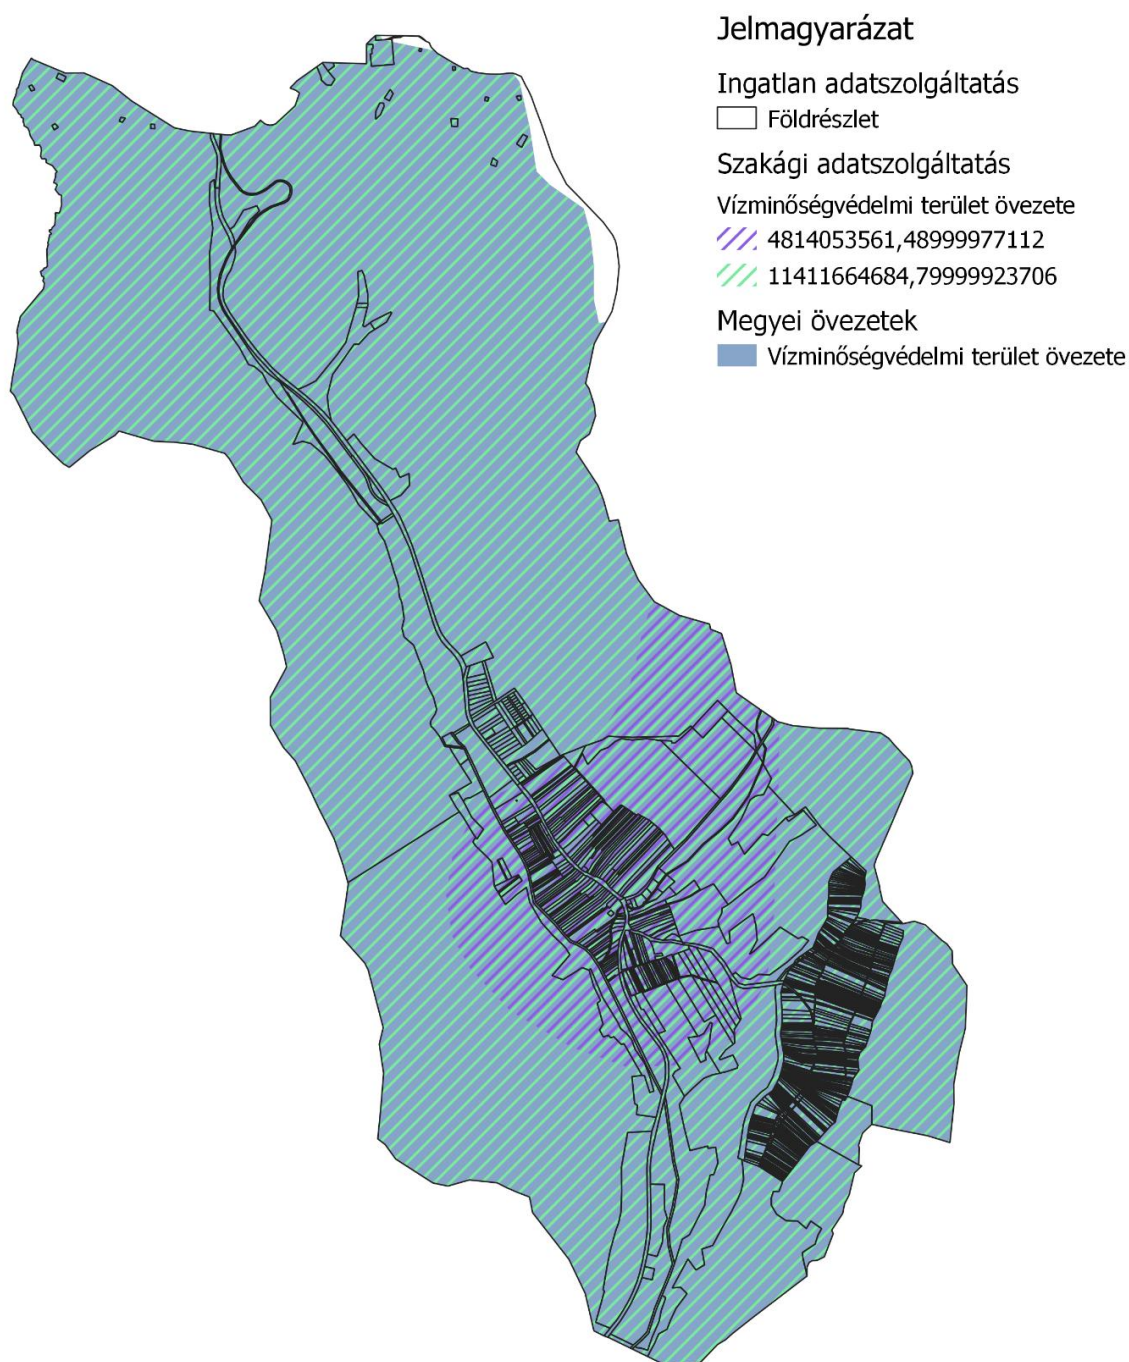 Jelmagyarázat
Ingatlan adatszolgáltatás
Földrészlet
Szakági adatszolgáltatás
Vízminőségvédelmi terület övezete
4814053561,48999977112
11411664684,79999923706
Megyei övezetek
Vízminőségvédelmi terület övezete